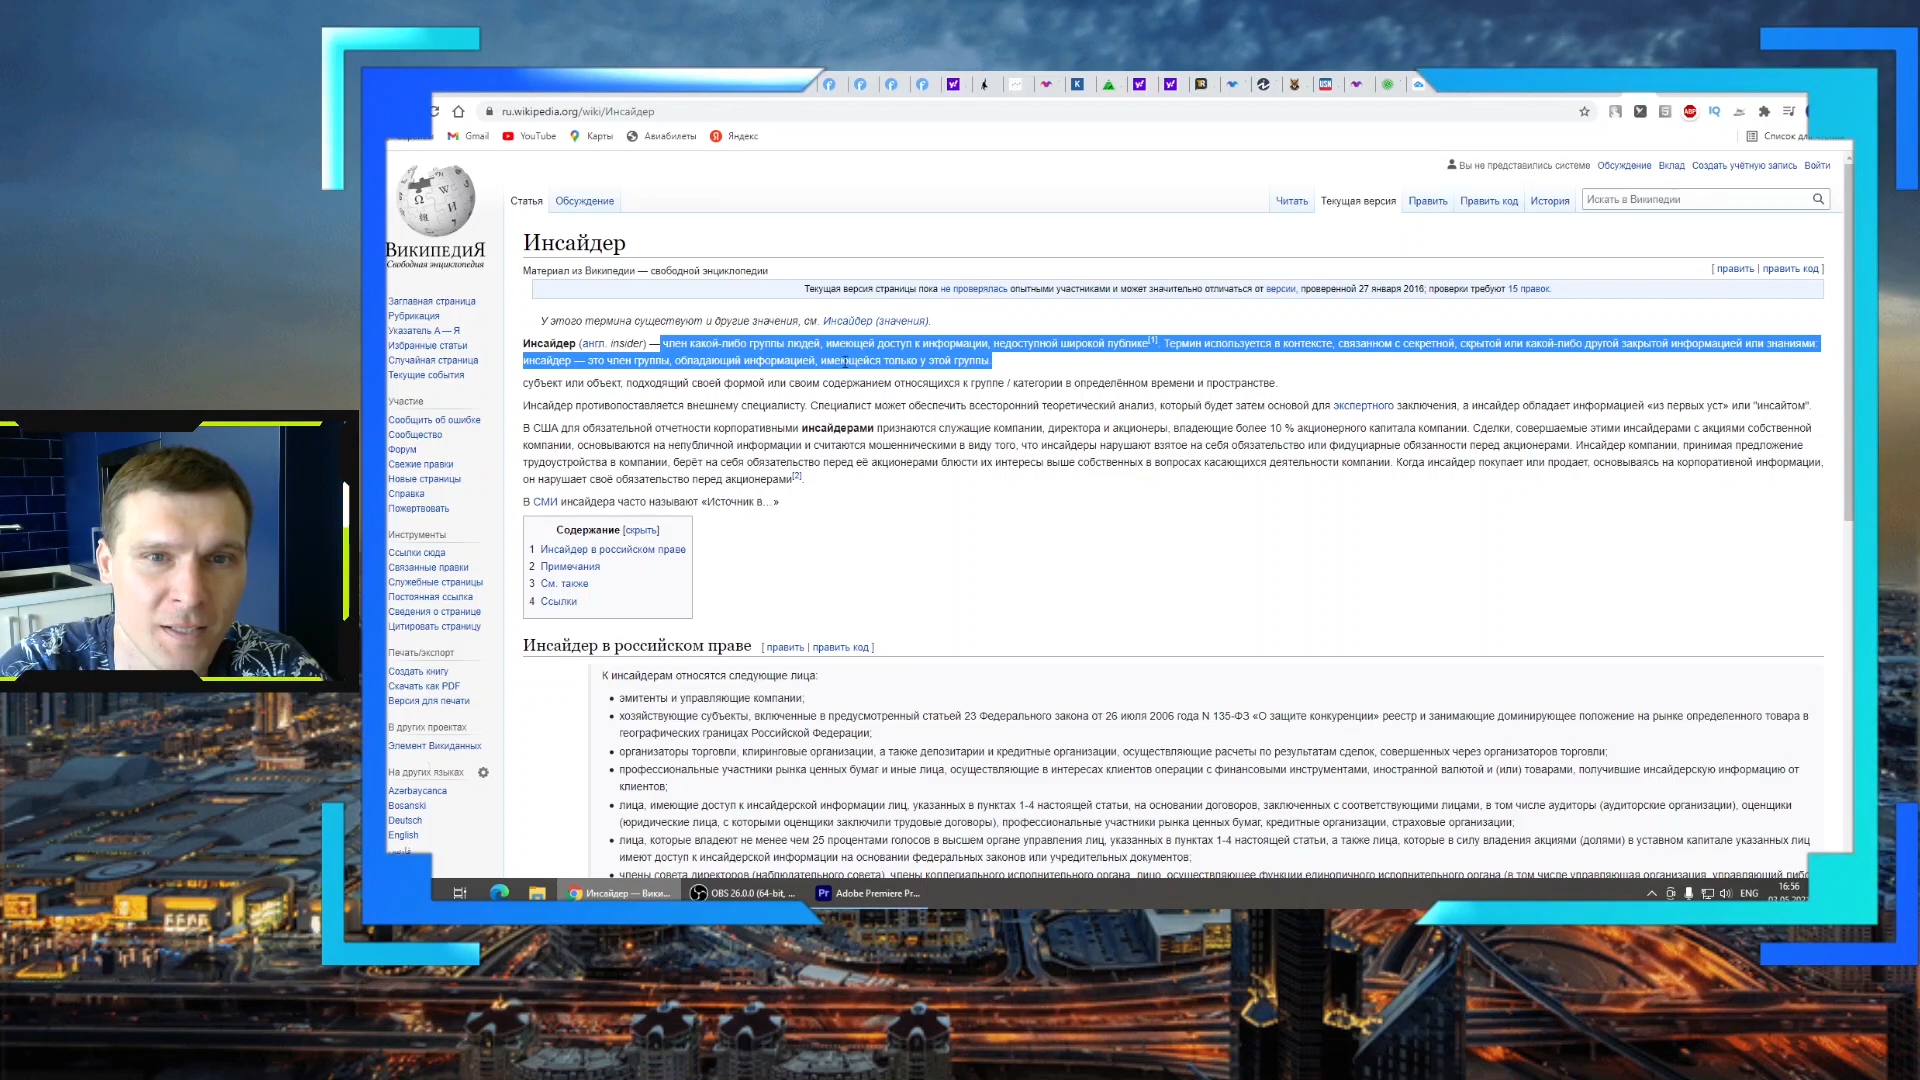 ru.wikipedia.org/wiki/Инсайдер
Gmail YouTube Карты Авиабилеты Яндекс
Вы не представились системе Обсуждение Вклад Создать учётную запись Войти
Статья Обсуждение Читать Текущая версия Править Править код История Искать в Википедии
ВикипедиЯ
Свободная энциклопедия
Заглавная страница
Рубрикация
Указатель А — Я
Избранные статьи
Случайная страница
Текущие события
Участие
Сообщить об ошибке
Сообщество
Форум
Свежие правки
Новые страницы
Справка
Пожертвовать
Инструменты
Ссылки сюда
Связанные правки
Служебные страницы
Постоянная ссылка
Сведения о странице
Цитировать страницу
Печать/экспорт
Создать книгу
Скачать как PDF
Версия для печати
В других проектах
Элемент Викиданных
На других языках
Azərbaycanca
Bosanski
Deutsch
English
Инсайдер
Материал из Википедии — свободной энциклопедии
[ править | править код ]
Текущая версия страницы пока не проверялась опытными участниками и может значительно отличаться от версии, проверенной 27 января 2016; проверки требуют 15 правок.
У этого термина существуют и другие значения, см. Инсайдер (значения).
Инсайдер (англ. insider) — член какой-либо группы людей, имеющей доступ к информации, недоступной широкой публике[1]. Термин используется в контексте, связанном с секретной, скрытой или какой-либо другой закрытой информацией или знаниями:
инсайдер — это член группы, обладающий информацией, имеющейся только у этой группы.
субъект или объект, подходящий своей формой или своим содержанием относящихся к группе / категории в определённом времени и пространстве.
Инсайдер противопоставляется внешнему специалисту. Специалист может обеспечить всесторонний теоретический анализ, который будет затем основой для экспертного заключения, а инсайдер обладает информацией «из первых уст» или "инсайтом".
В США для обязательной отчетности корпоративными инсайдерами признаются служащие компании, директора и акционеры, владеющие более 10 % акционерного капитала компании. Сделки, совершаемые этими инсайдерами с акциями собственной
компании, основываются на непубличной информации и считаются мошенническими в виду того, что инсайдеры нарушают взятое на себя обязательство или фидуциарные обязанности перед акционерами. Инсайдер компании, принимая предложение
трудоустройства в компании, берёт на себя обязательство перед её акционерами блюсти их интересы выше собственных в вопросах касающихся деятельности компании. Когда инсайдер покупает или продает, основываясь на корпоративной информации,
он нарушает своё обязательство перед акционерами[2].
В СМИ инсайдера часто называют «Источник в...»
Содержание [скрыть]
1 Инсайдер в российском праве
2 Примечания
3 См. также
4 Ссылки
Инсайдер в российском праве [ править | править код ]
К инсайдерам относятся следующие лица:
• эмитенты и управляющие компании;
• хозяйствующие субъекты, включенные в предусмотренный статьей 23 Федерального закона от 26 июля 2006 года N 135-ФЗ «О защите конкуренции» реестр и занимающие доминирующее положение на рынке определенного товара в
географических границах Российской Федерации;
• организаторы торговли, клиринговые организации, а также депозитарии и кредитные организации, осуществляющие расчеты по результатам сделок, совершенных через организаторов торговли;
• профессиональные участники рынка ценных бумаг и иные лица, осуществляющие в интересах клиентов операции с финансовыми инструментами, иностранной валютой и (или) товарами, получившие инсайдерскую информацию от
клиентов;
• лица, имеющие доступ к инсайдерской информации лиц, указанных в пунктах 1-4 настоящей статьи, на основании договоров, заключенных с соответствующими лицами, в том числе аудиторы (аудиторские организации), оценщики
(юридические лица, с которыми оценщики заключили трудовые договоры), профессиональные участники рынка ценных бумаг, кредитные организации, страховые организации;
• лица, которые владеют не менее чем 25 процентами голосов в высшем органе управления лиц, указанных в пунктах 1-4 настоящей статьи, а также лица, которые в силу владения акциями (долями) в уставном капитале указанных лиц
имеют доступ к инсайдерской информации на основании федеральных законов или учредительных документов;
• члены совета директоров (наблюдательного совета), члены коллегиального исполнительного органа, лицо, осуществляющее функции единоличного исполнительного органа (в том числе управляющая организация, управляющий
Инсайдер — Вики... OBS 26.0.0 (64-bit, ... Adobe Premiere Pr... ENG 16:56